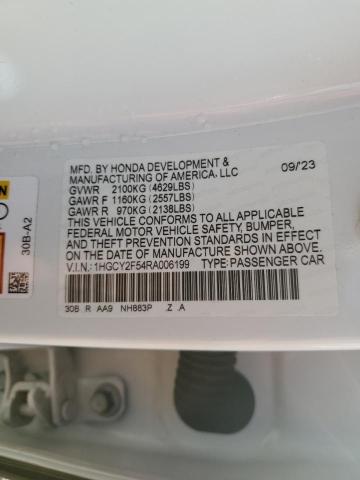 MFD. BY HONDA DEVELOPMENT &
MANUFACTURING OF AMERICA, LLC 09/'23
GVWR 2100KG (4629LBS)
GAWR F 1160KG (2557LBS)
GAWR R 970KG (2138LBS)
THIS VEHICLE CONFORMS TO ALL APPLICABLE
FEDERAL MOTOR VEHICLE SAFETY, BUMPER,
AND THEFT PREVENTION STANDARDS IN EFFECT
ON THE DATE OF MANUFACTURE SHOWN ABOVE.
V.I.N.: 1HGCY2F54RA006199 TYPE: PASSENGER CAR
30B R AA9 NH883P Z A
30B-A2